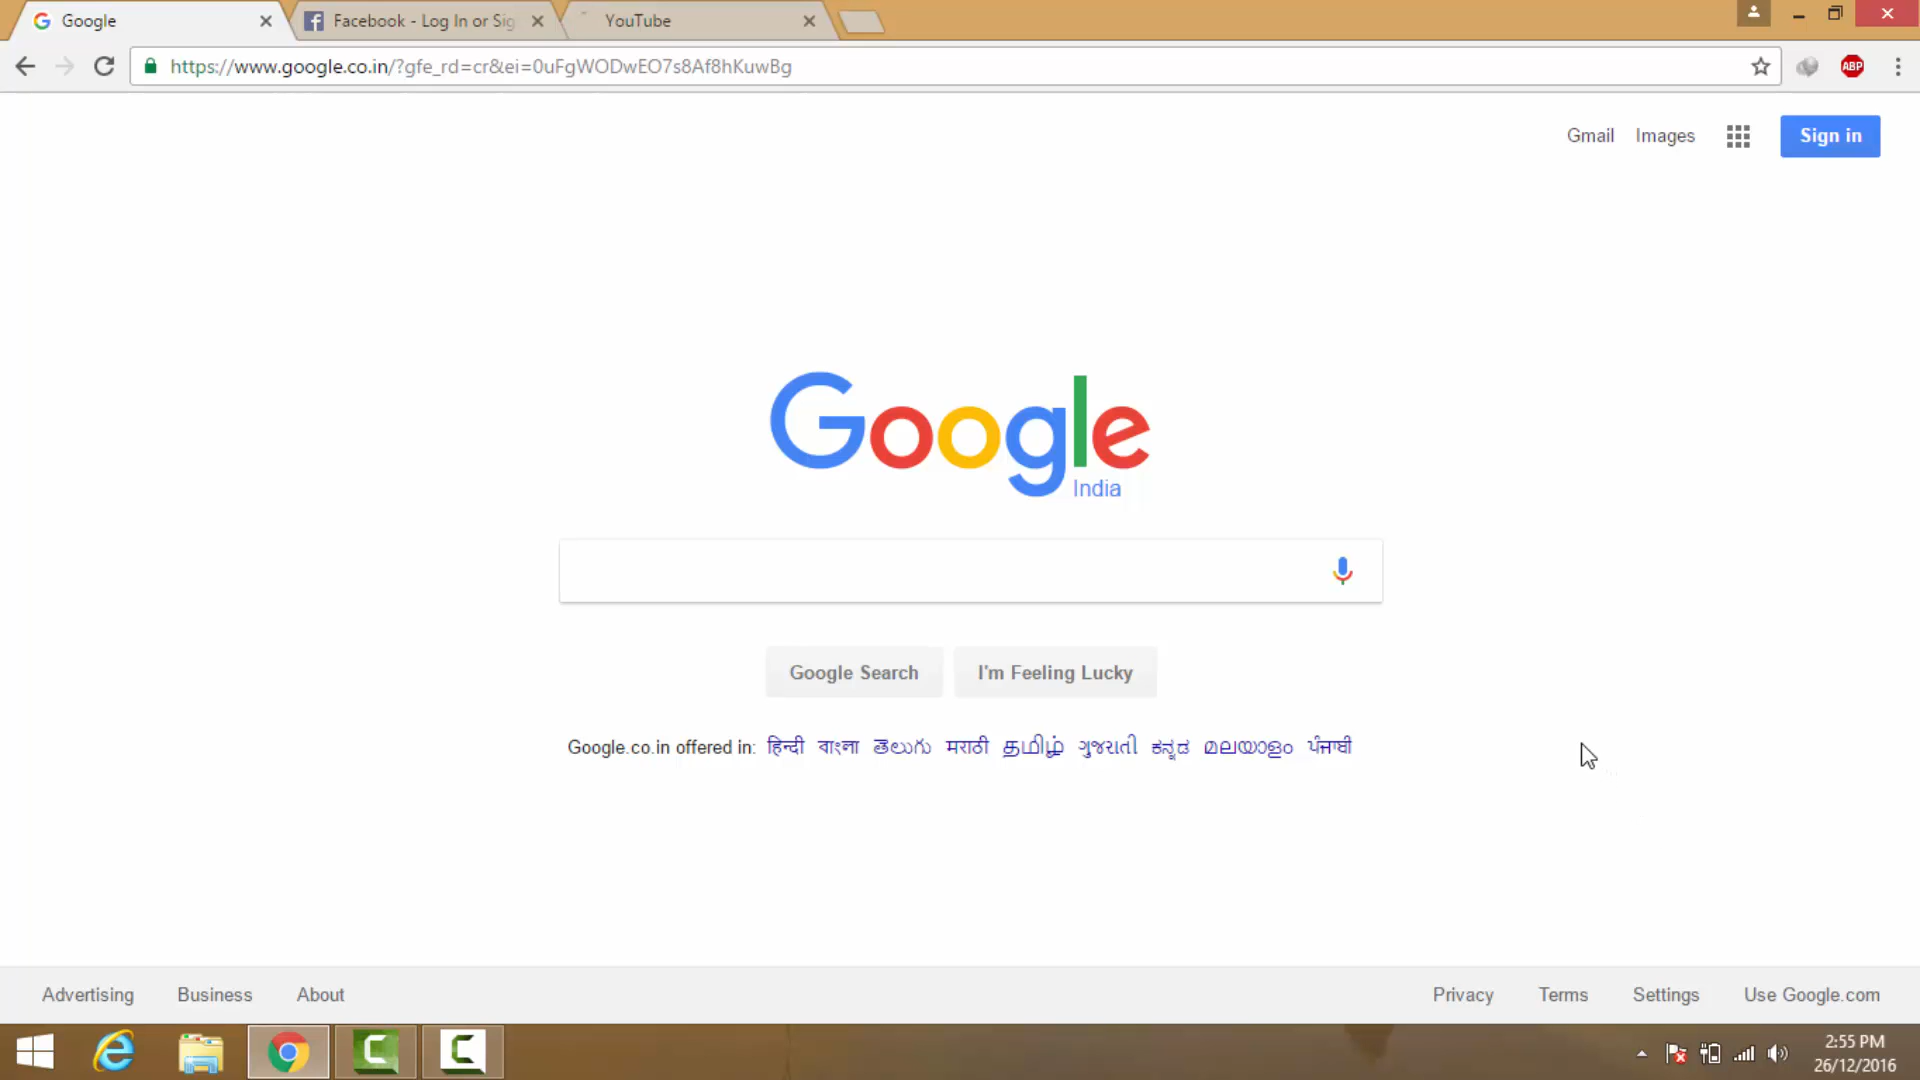 Google
Facebook - Log In or Sig
YouTube
https://www.google.co.in/?gfe_rd=cr&ei=0uFgWODwEO7s8Af8hKuwBg
ABP
Gmail Images Sign in
Google
India
Google Search I'm Feeling Lucky
Google.co.in offered in: हिन्दी বাংলা తెలుగు मराठी தமிழ் ગુજરાતી ಕನ್ನಡ മലയാളം ਪੰਜਾਬੀ
Advertising Business About Privacy Terms Settings Use Google.com
2:55 PM
26/12/2016